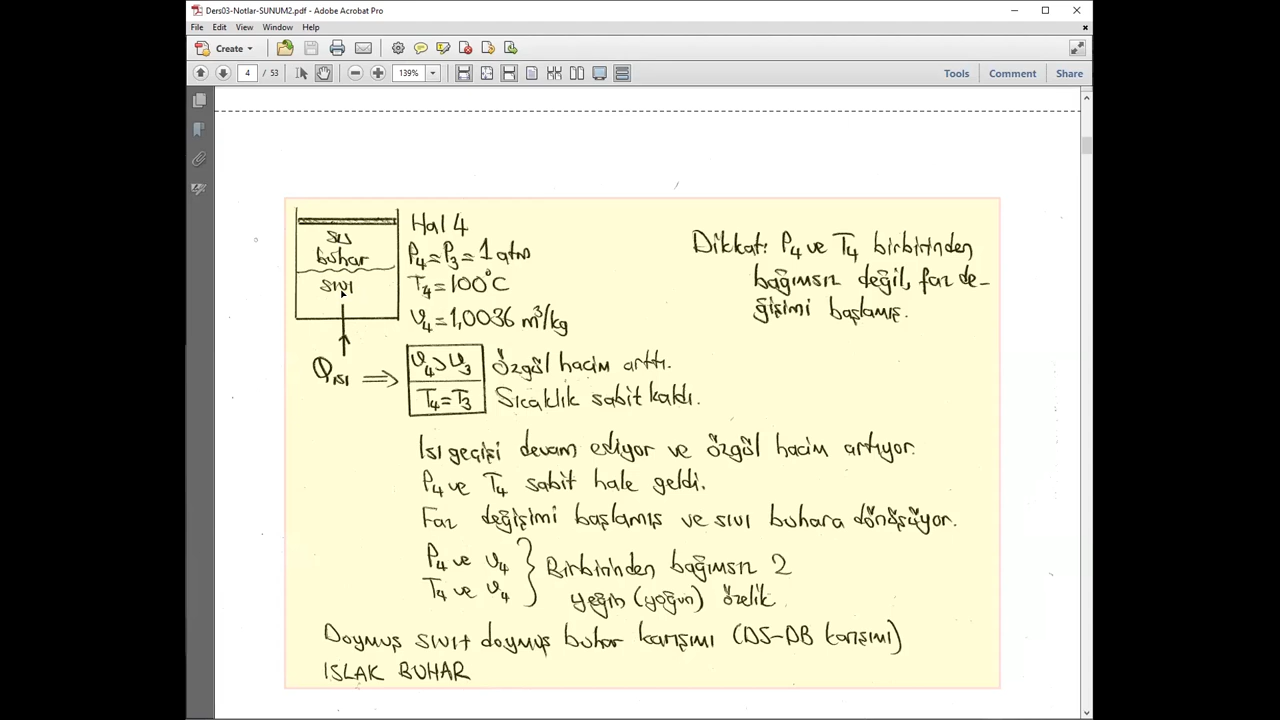 Ders03-Notlar-SUNUM2.pdf - Adobe Acrobat Pro
File Edit View Window Help
Create
4 / 53 139% Tools Comment Share
Hal 4
P4=P3=1 atm
T4=100°C
v4=1,0036 m³/kg
su
buhar
sıvı
Qısı ⇒
v4>v3 Özgül hacim arttı.
T4=T3 Sıcaklık sabit kaldı.
Dikkat: P4 ve T4 birbirinden
bağımsız değil, faz de-
ğişimi başlamış.
Isı geçişi devam ediyor ve özgül hacim artıyor.
P4 ve T4 sabit hale geldi.
Faz değişimi başlamış ve sıvı buhara dönüşüyor.
P4 ve v4
T4 ve v4
} Birbirinden bağımsız 2
yeğin (yoğun) özelik
Doymuş sıvı+doymuş buhar karışımı (DS-DB karışımı)
ISLAK BUHAR